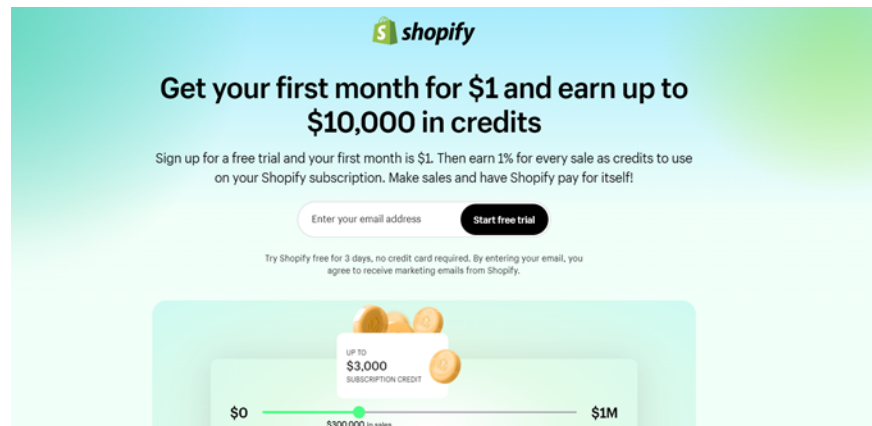 shopify
Get your first month for $1 and earn up to
$10,000 in credits
Sign up for a free trial and your first month is $1. Then earn 1% for every sale as credits to use
on your Shopify subscription. Make sales and have Shopify pay for itself!
Enter your email address
Start free trial
Try Shopify free for 3 days, no credit card required. By entering your email, you
agree to receive marketing emails from Shopify.
UP TO
$3,000
SUBSCRIPTION CREDIT
$0
$1M
$300,000 in sales